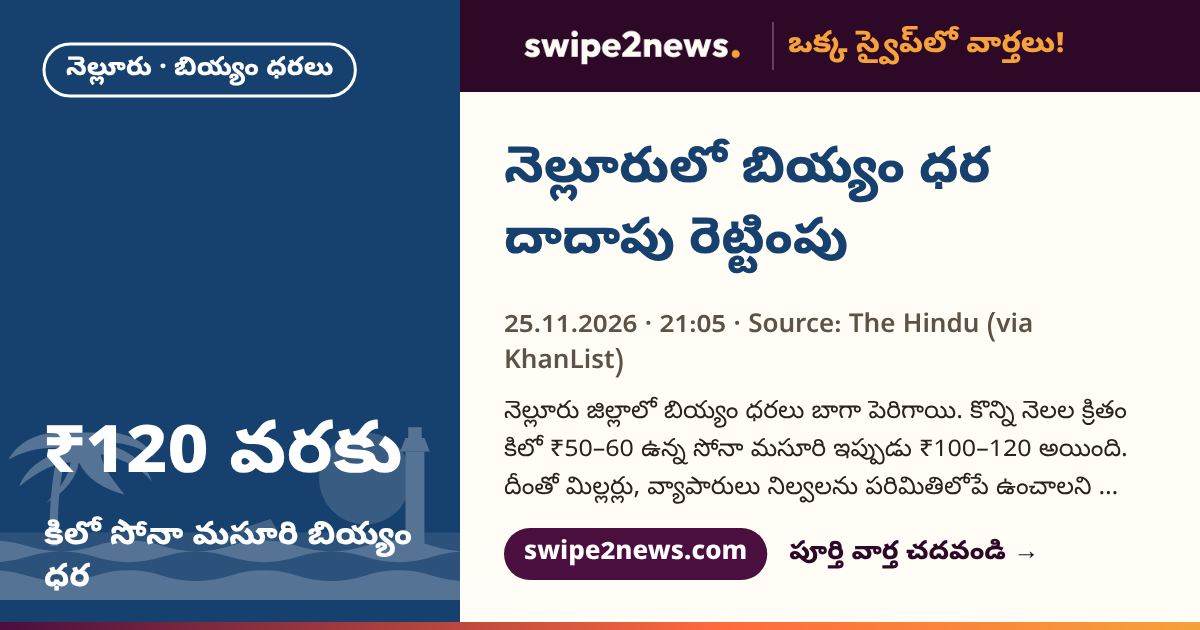 నెల్లూరు · బియ్యం ధరలు
₹120 వరకు
కిలో సోనా మసూరి బియ్యం
ధర
swipe2news.
ఒక్క స్వైప్‌లో వార్తలు!
నెల్లూరులో బియ్యం ధర
దాదాపు రెట్టింపు
25.11.2026 · 21:05 · Source: The Hindu (via
KhanList)
నెల్లూరు జిల్లాలో బియ్యం ధరలు బాగా పెరిగాయి. కొన్ని నెలల క్రితం
కిలో ₹50–60 ఉన్న సోనా మసూరి ఇప్పుడు ₹100–120 అయింది.
దీంతో మిల్లర్లు, వ్యాపారులు నిల్వలను పరిమితిలోపే ఉంచాలని ...
swipe2news.com
పూర్తి వార్త చదవండి →